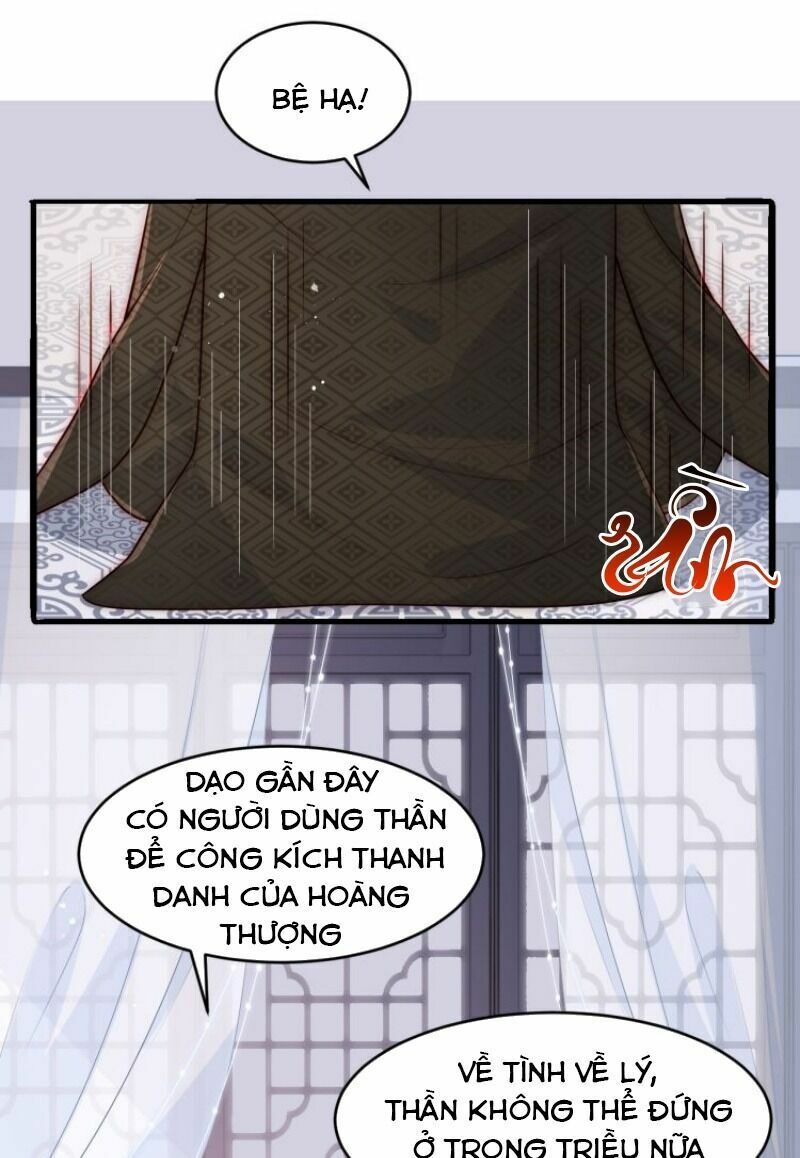 BỆ HẠ!
DẠO GẦN ĐÂY
CÓ NGƯỜI DÙNG THẦN
ĐỂ CÔNG KÍCH THANH
DANH CỦA HOÀNG
THƯỢNG
VỀ TÌNH VỀ LÝ,
THẦN KHÔNG THỂ ĐỨNG
Ở TRONG TRIỀU NỮA